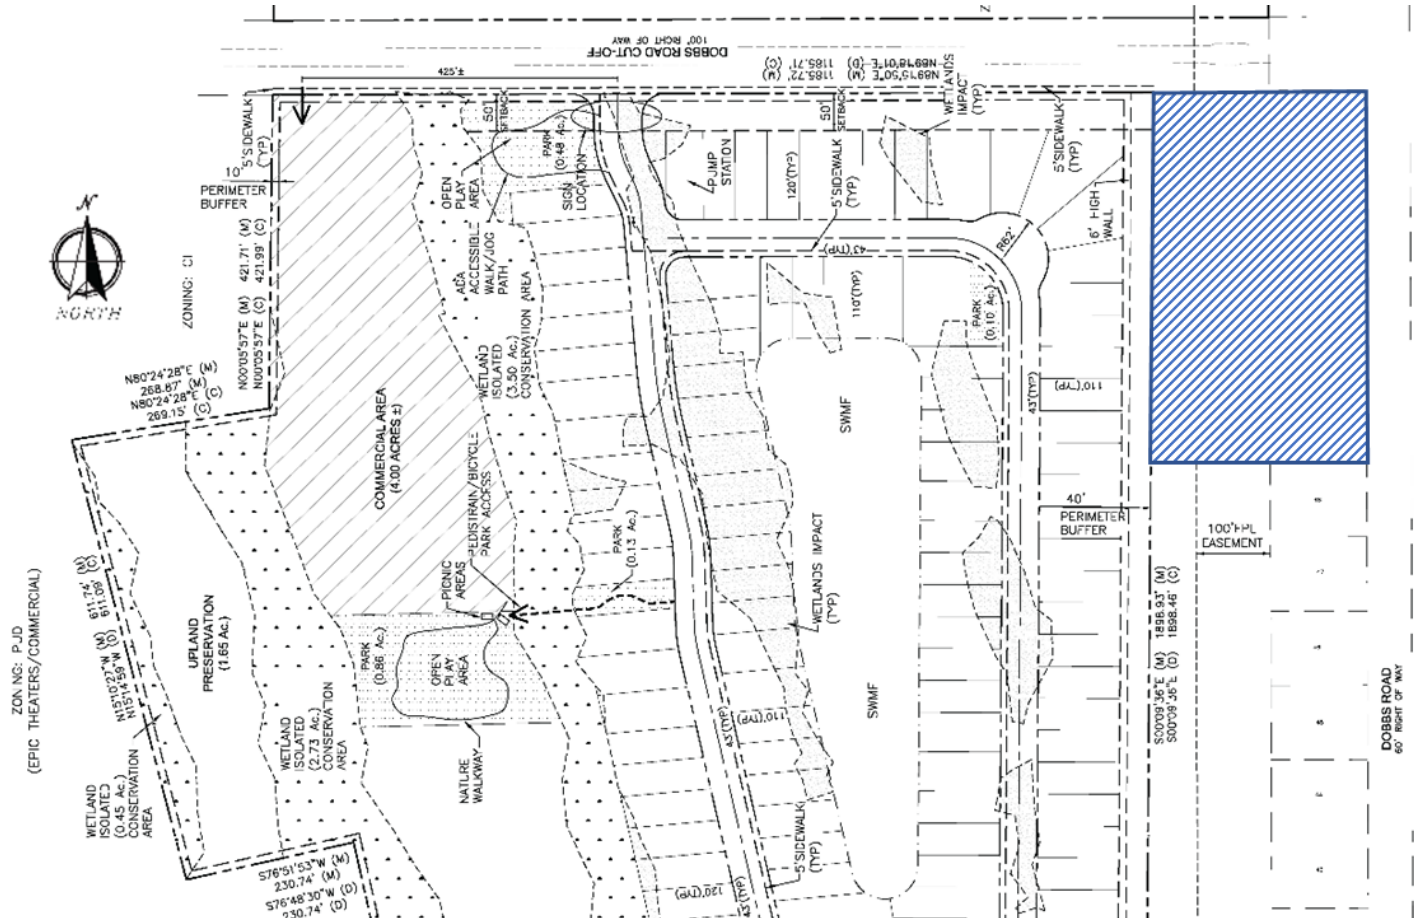 Z
DOBBS ROAD CUT-OFF
100' RIGHT OF WAY
425'±
N89°15'50"E (M) 1185.72' (M)
N89°18'01"E (D) 1185.71' (C)
5'SIDEWALK
(TYP)
10'
PERIMETER
BUFFER
50'
SETBACK
OPEN
PLAY
AREA
PARK
(0.48 Ac.)
SIGN
LOCATION
PUMP
STATION
120'(TYP)
50'
SETBACK
5'SIDEWALK
(TYP)
WETLANDS
IMPACT
(TYP)
5'SIDEWALK
(TYP)
6' HIGH
WALL
R62'
43'(TYP)
N
NORTH
ZONING: CI
N00°05'57"E (M) 421.71' (M)
N00°05'57"E (C) 421.99' (C)
N80°24'28"E (M)
268.87' (M)
N80°24'28"E (C)
269.15' (C)
ADA
ACCESSIBLE
WALK/JOG
PATH
WETLAND
ISOLATED
(3.50 Ac.)
CONSERVATION AREA
110'(TYP)
PARK
(0.10 Ac.)
43'(TYP)
110'(TYP)
COMMERCIAL AREA
(4.00 ACRES ±)
SWMF
PEDISTRAIN/BICYCLE
PARK ACCESS
PICNIC
AREAS
PARK
(0.13 Ac.)
WETLANDS IMPACT
(TYP)
40'
PERIMETER
BUFFER
100'FPL
EASEMENT
S00°09'36"E (M) 1898.93' (M)
S00°09'36"E (D) 1898.46' (C)
ZONING: PUD
(EPIC THEATERS/COMMERCIAL)
611.74' (M)
611.09' (C)
N15°10'27"W (M)
N15°14'59"W (D)
UPLAND
PRESERVATION
(1.65 Ac.)
PARK
(0.86 Ac.)
OPEN
PLAY
AREA
WETLAND
ISOLATED
(2.73 Ac.)
CONSERVATION
AREA
NATURE
WALKWAY
43'(TYP)
110'(TYP)
SWMF
DOBBS ROAD
60' RIGHT OF WAY
WETLAND
ISOLATED
(0.45 Ac.)
CONSERVATION
AREA
S76°51'53"W (M)
230.74' (M)
S76°48'30"W (D)
230.74' (D)
120'(TYP)
43'(TYP)
5'SIDEWALK
(TYP)